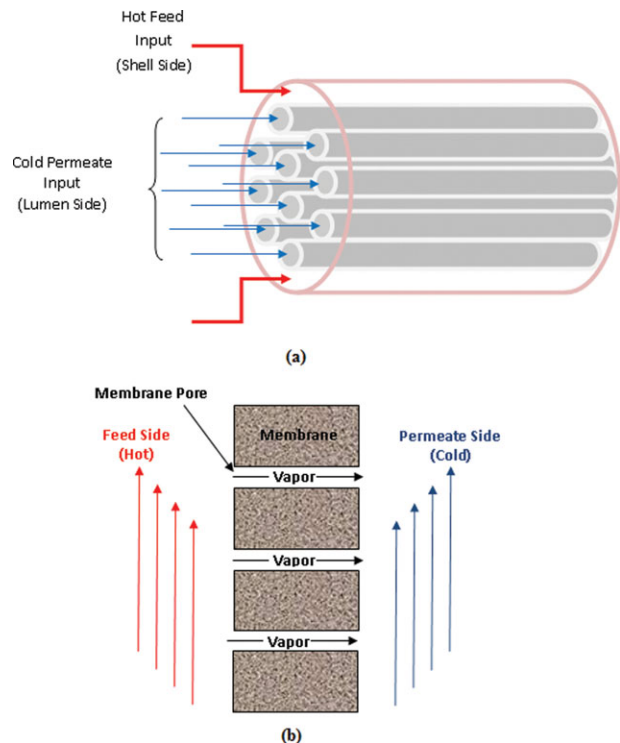 Hot Feed
Input
(Shell Side)
Cold Permeate
Input
(Lumen Side)
(a)
Membrane Pore
Membrane
Feed Side
(Hot)
Permeate Side
(Cold)
Vapor
Vapor
Vapor
(b)